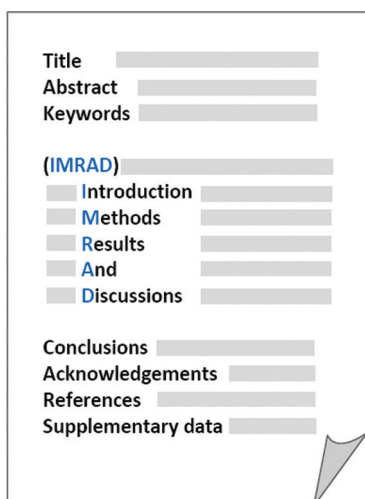 Title
Abstract
Keywords
(IMRAD)
Introduction
Methods
Results
And
Discussions
Conclusions
Acknowledgements
References
Supplementary data